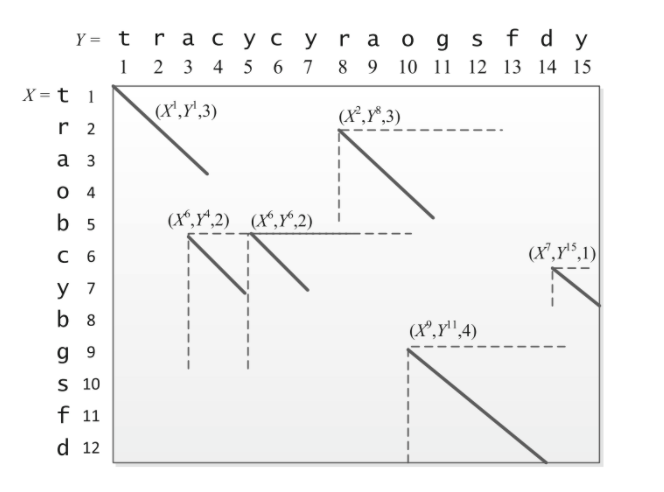 Y = t r a c y c y r a o g s f d y
1 2 3 4 5 6 7 8 9 10 11 12 13 14 15
X = t 1
(X¹,Y¹,3)
r 2
(X²,Y⁸,3)
a 3
o 4
b 5
(X⁶,Y⁴,2) (X⁶,Y⁶,2)
c 6
(X⁷,Y¹⁵,1)
y 7
b 8
(X⁹,Y¹¹,4)
g 9
s 10
f 11
d 12